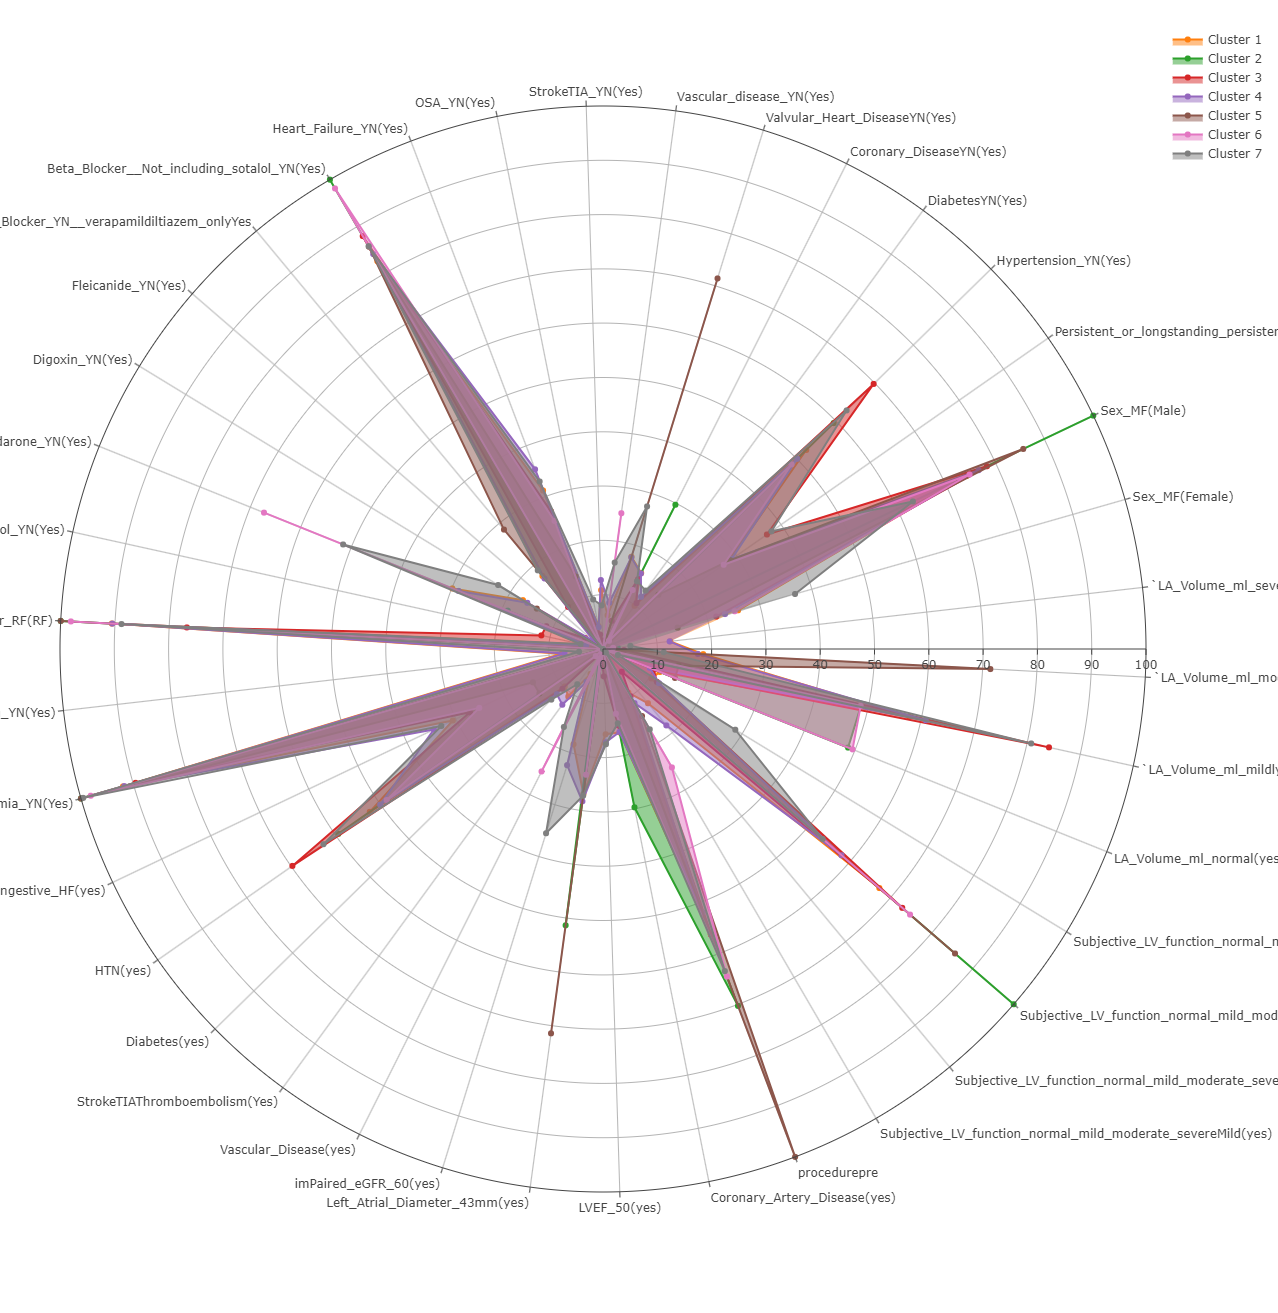 Cluster 1
Cluster 2
Cluster 3
Cluster 4
Cluster 5
Cluster 6
Cluster 7
StrokeTIA_YN(Yes)
Vascular_disease_YN(Yes)
OSA_YN(Yes)
Valvular_Heart_DiseaseYN(Yes)
Heart_Failure_YN(Yes)
Coronary_DiseaseYN(Yes)
Beta_Blocker__Not_including_sotalol_YN(Yes)
DiabetesYN(Yes)
_Blocker_YN__verapamildiltiazem_onlyYes
Hypertension_YN(Yes)
Fleicanide_YN(Yes)
Persistent_or_longstanding_persister
Digoxin_YN(Yes)
Sex_MF(Male)
darone_YN(Yes)
Sex_MF(Female)
ol_YN(Yes)
`LA_Volume_ml_seve
r_RF(RF)
0 10 20 30 40 50 60 70 80 90 100
`LA_Volume_ml_mo
_YN(Yes)
`LA_Volume_ml_mildly
mia_YN(Yes)
LA_Volume_ml_normal(yes
ngestive_HF(yes)
Subjective_LV_function_normal_n
HTN(yes)
Subjective_LV_function_normal_mild_mod
Diabetes(yes)
Subjective_LV_function_normal_mild_moderate_seve
StrokeTIAThromboembolism(Yes)
Subjective_LV_function_normal_mild_moderate_severeMild(yes)
Vascular_Disease(yes)
procedurepre
imPaired_eGFR_60(yes)
Coronary_Artery_Disease(yes)
Left_Atrial_Diameter_43mm(yes)
LVEF_50(yes)